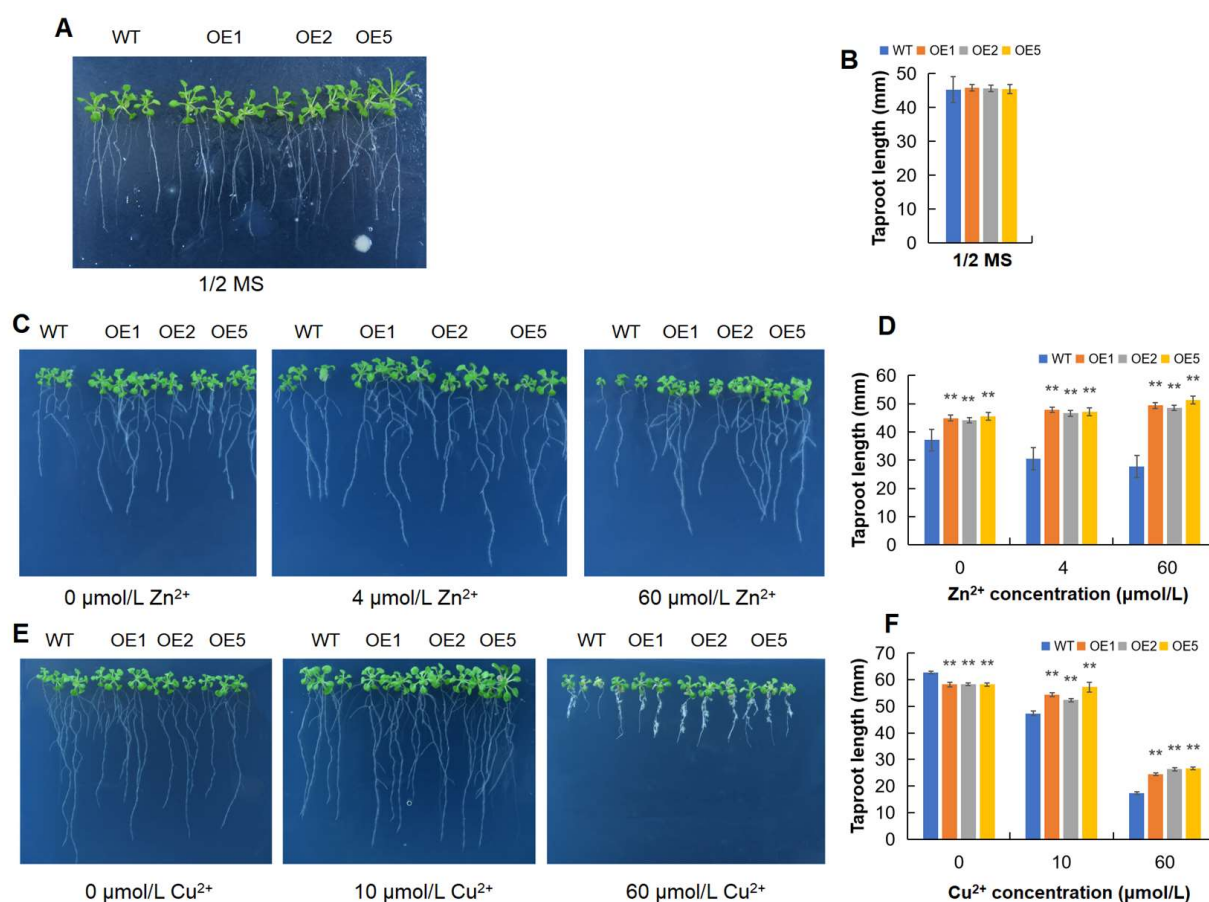 A
WT OE1 OE2 OE5
1/2 MS
B
WT OE1 OE2 OE5
Taproot length (mm)
50
40
30
20
10
0
1/2 MS
C
WT OE1 OE2 OE5 WT OE1 OE2 OE5 WT OE1 OE2 OE5
0 μmol/L Zn²⁺ 4 μmol/L Zn²⁺ 60 μmol/L Zn²⁺
D
WT OE1 OE2 OE5
Taproot length (mm)
60
50
40
30
20
10
0
** ** ** ** ** ** ** ** **
0 4 60
Zn²⁺ concentration (μmol/L)
E
WT OE1 OE2 OE5 WT OE1 OE2 OE5 WT OE1 OE2 OE5
0 μmol/L Cu²⁺ 10 μmol/L Cu²⁺ 60 μmol/L Cu²⁺
F
WT OE1 OE2 OE5
Taproot length (mm)
70
60
50
40
30
20
10
0
** ** ** ** ** ** ** ** **
0 10 60
Cu²⁺ concentration (μmol/L)